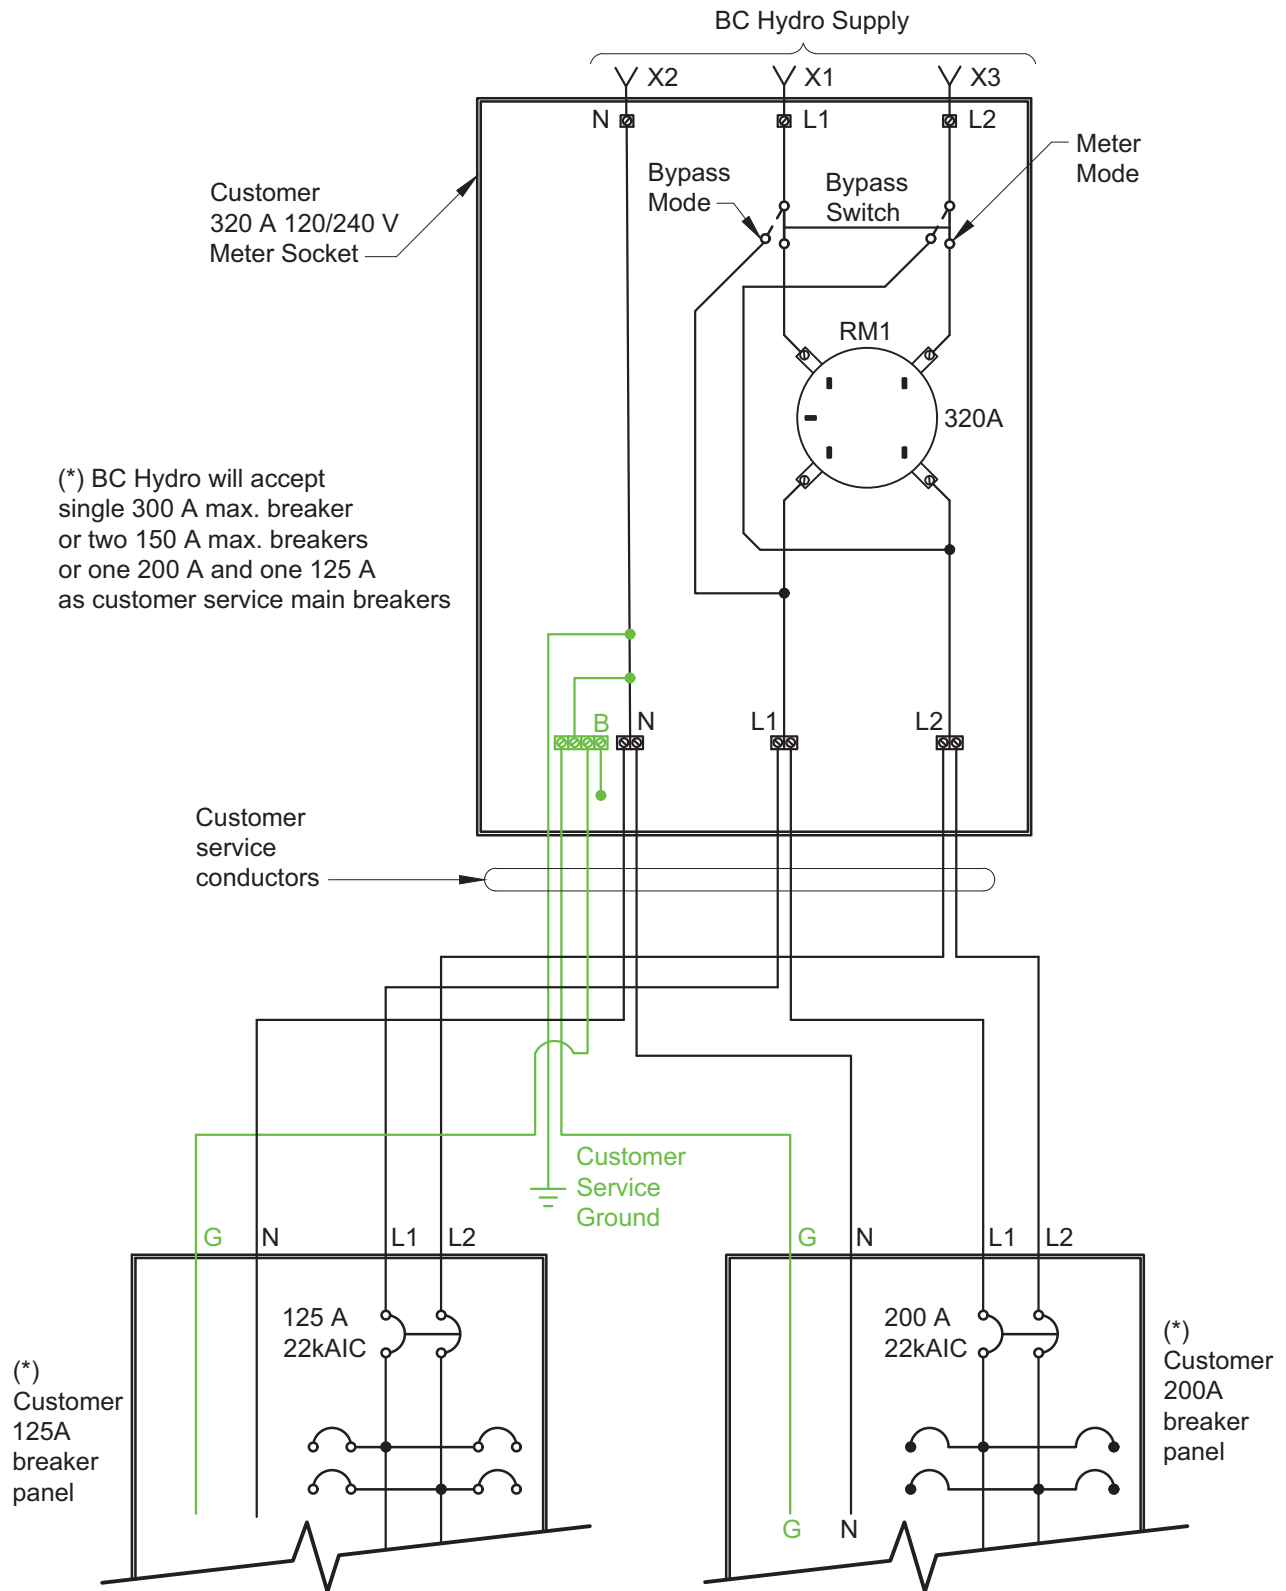 BC Hydro Supply
X2
X1
X3
N
L1
L2
Meter
Mode
Bypass
Mode
Bypass
Switch
Customer
320 A 120/240 V
Meter Socket
RM1
320A
(*) BC Hydro will accept
single 300 A max. breaker
or two 150 A max. breakers
or one 200 A and one 125 A
as customer service main breakers
B
N
L1
L2
Customer
service
conductors
Customer
Service
Ground
G
N
L1
L2
G
N
L1
L2
125 A
22kAIC
200 A
22kAIC
(*)
Customer
125A
breaker
panel
(*)
Customer
200A
breaker
panel
G
N